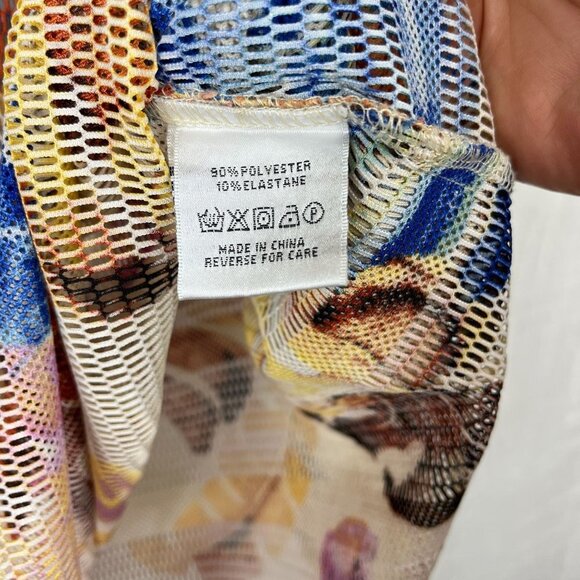 90% POLYESTER
10% ELASTANE
P
MADE IN CHINA
REVERSE FOR CARE